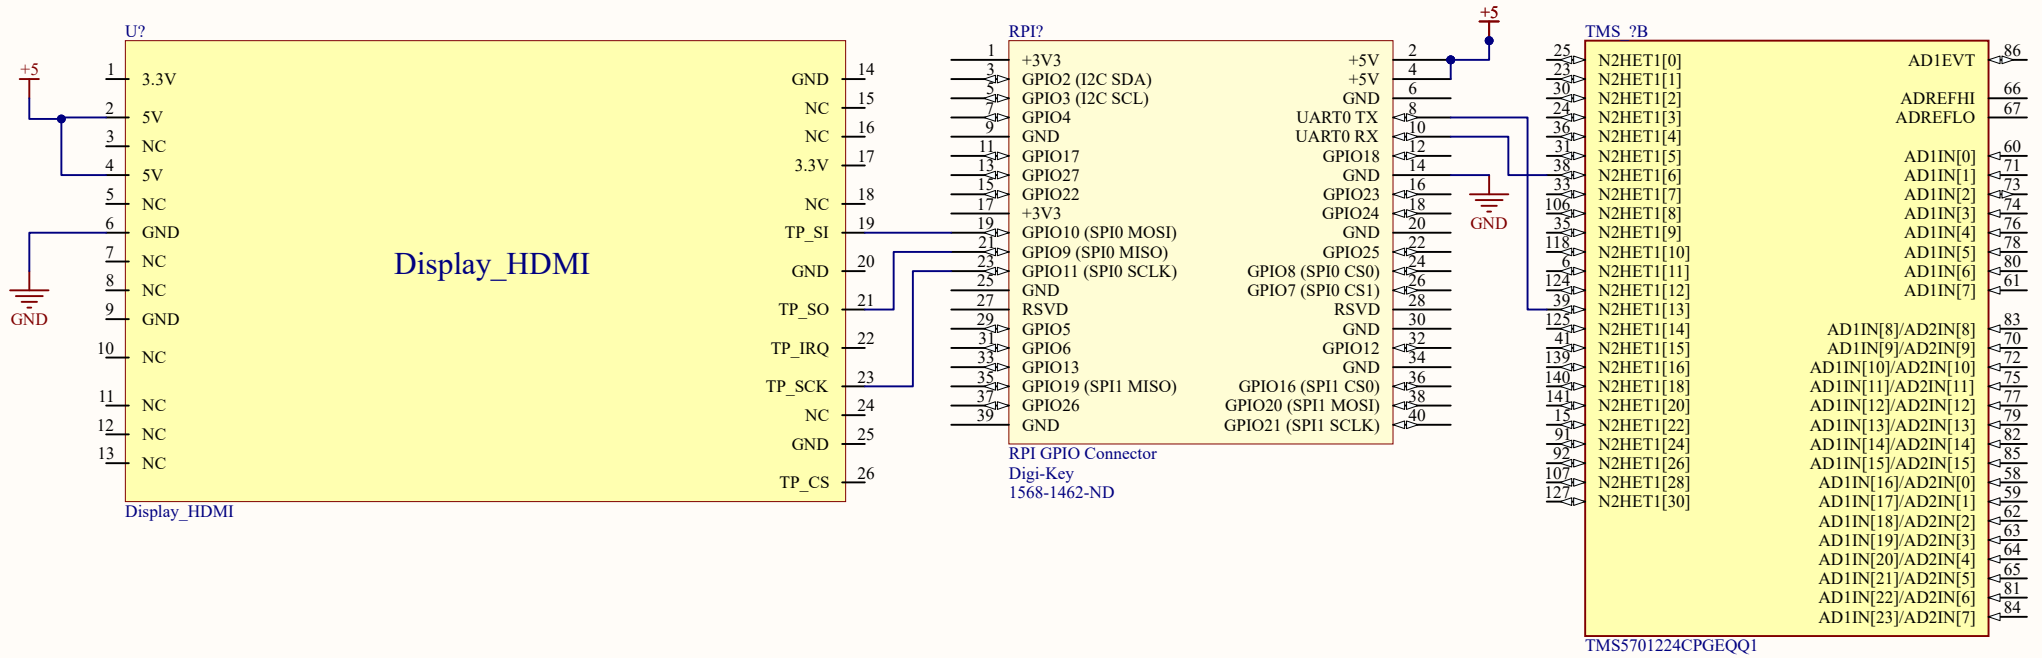 U?
+5
GND
1 3.3V
2 5V
3 NC
4 5V
5 NC
6 GND
7 NC
8 NC
9 GND
10 NC
11 NC
12 NC
13 NC
Display_HDMI
GND 14
NC 15
NC 16
3.3V 17
NC 18
TP_SI 19
GND 20
TP_SO 21
TP_IRQ 22
TP_SCK 23
NC 24
GND 25
TP_CS 26
Display_HDMI
RPI?
1 +3V3
3 GPIO2 (I2C SDA)
5 GPIO3 (I2C SCL)
7 GPIO4
9 GND
11 GPIO17
13 GPIO27
15 GPIO22
17 +3V3
19 GPIO10 (SPI0 MOSI)
21 GPIO9 (SPI0 MISO)
23 GPIO11 (SPI0 SCLK)
25 GND
27 RSVD
29 GPIO5
31 GPIO6
33 GPIO13
35 GPIO19 (SPI1 MISO)
37 GPIO26
39 GND
+5V 2
+5V 4
GND 6
UART0 TX 8
UART0 RX 10
GPIO18 12
GND 14
GPIO23 16
GPIO24 18
GND 20
GPIO25 22
GPIO8 (SPI0 CS0) 24
GPIO7 (SPI0 CS1) 26
RSVD 28
GND 30
GPIO12 32
GND 34
GPIO16 (SPI1 CS0) 36
GPIO20 (SPI1 MOSI) 38
GPIO21 (SPI1 SCLK) 40
RPI GPIO Connector
Digi-Key
1568-1462-ND
+5
GND
TMS_?B
25 N2HET1[0]
23 N2HET1[1]
30 N2HET1[2]
24 N2HET1[3]
36 N2HET1[4]
31 N2HET1[5]
38 N2HET1[6]
33 N2HET1[7]
106 N2HET1[8]
35 N2HET1[9]
118 N2HET1[10]
6 N2HET1[11]
124 N2HET1[12]
39 N2HET1[13]
125 N2HET1[14]
41 N2HET1[15]
139 N2HET1[16]
140 N2HET1[18]
141 N2HET1[20]
15 N2HET1[22]
91 N2HET1[24]
92 N2HET1[26]
107 N2HET1[28]
127 N2HET1[30]
AD1EVT 86
ADREFHI 66
ADREFLO 67
AD1IN[0] 60
AD1IN[1] 71
AD1IN[2] 73
AD1IN[3] 74
AD1IN[4] 76
AD1IN[5] 78
AD1IN[6] 80
AD1IN[7] 61
AD1IN[8]/AD2IN[8] 83
AD1IN[9]/AD2IN[9] 70
AD1IN[10]/AD2IN[10] 72
AD1IN[11]/AD2IN[11] 75
AD1IN[12]/AD2IN[12] 77
AD1IN[13]/AD2IN[13] 79
AD1IN[14]/AD2IN[14] 82
AD1IN[15]/AD2IN[15] 85
AD1IN[16]/AD2IN[0] 58
AD1IN[17]/AD2IN[1] 59
AD1IN[18]/AD2IN[2] 62
AD1IN[19]/AD2IN[3] 63
AD1IN[20]/AD2IN[4] 64
AD1IN[21]/AD2IN[5] 65
AD1IN[22]/AD2IN[6] 81
AD1IN[23]/AD2IN[7] 84
TMS5701224CPGEQQ1